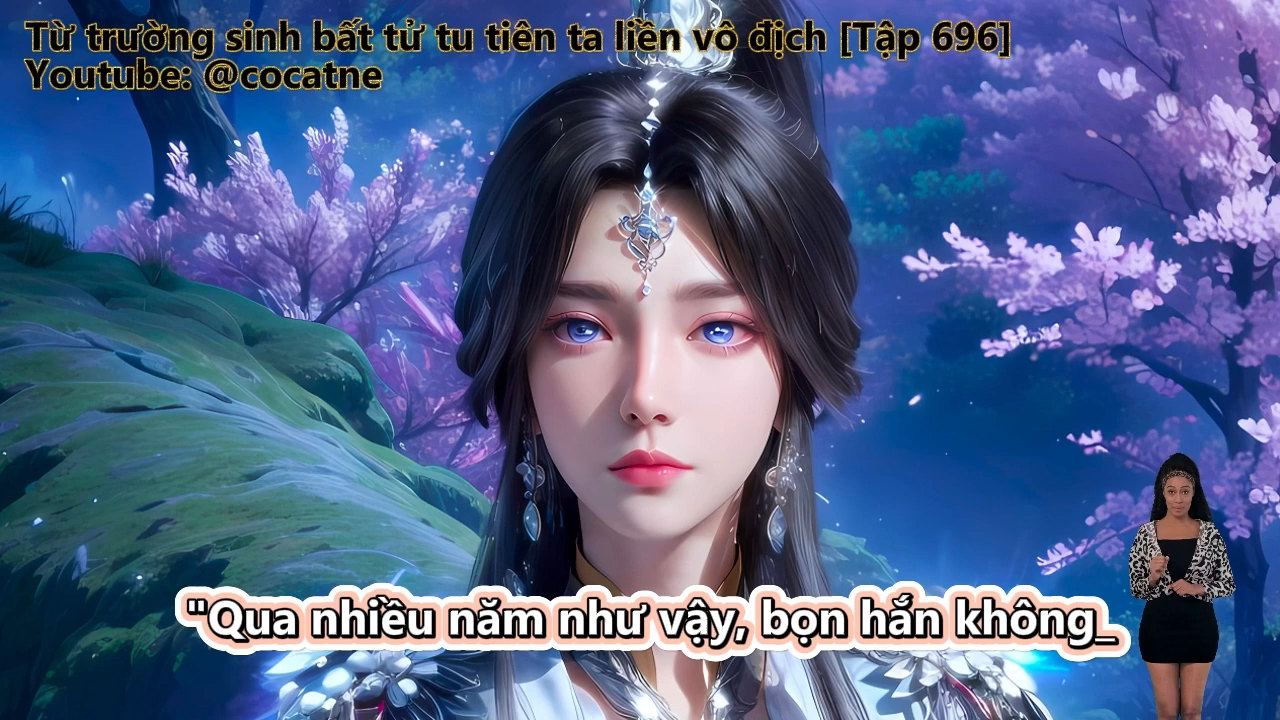 Từ trường sinh bất tử tu tiên ta liền vô địch [Tập 696]
Youtube: @cocatne
"Qua nhiều năm như vậy, bọn hắn không_